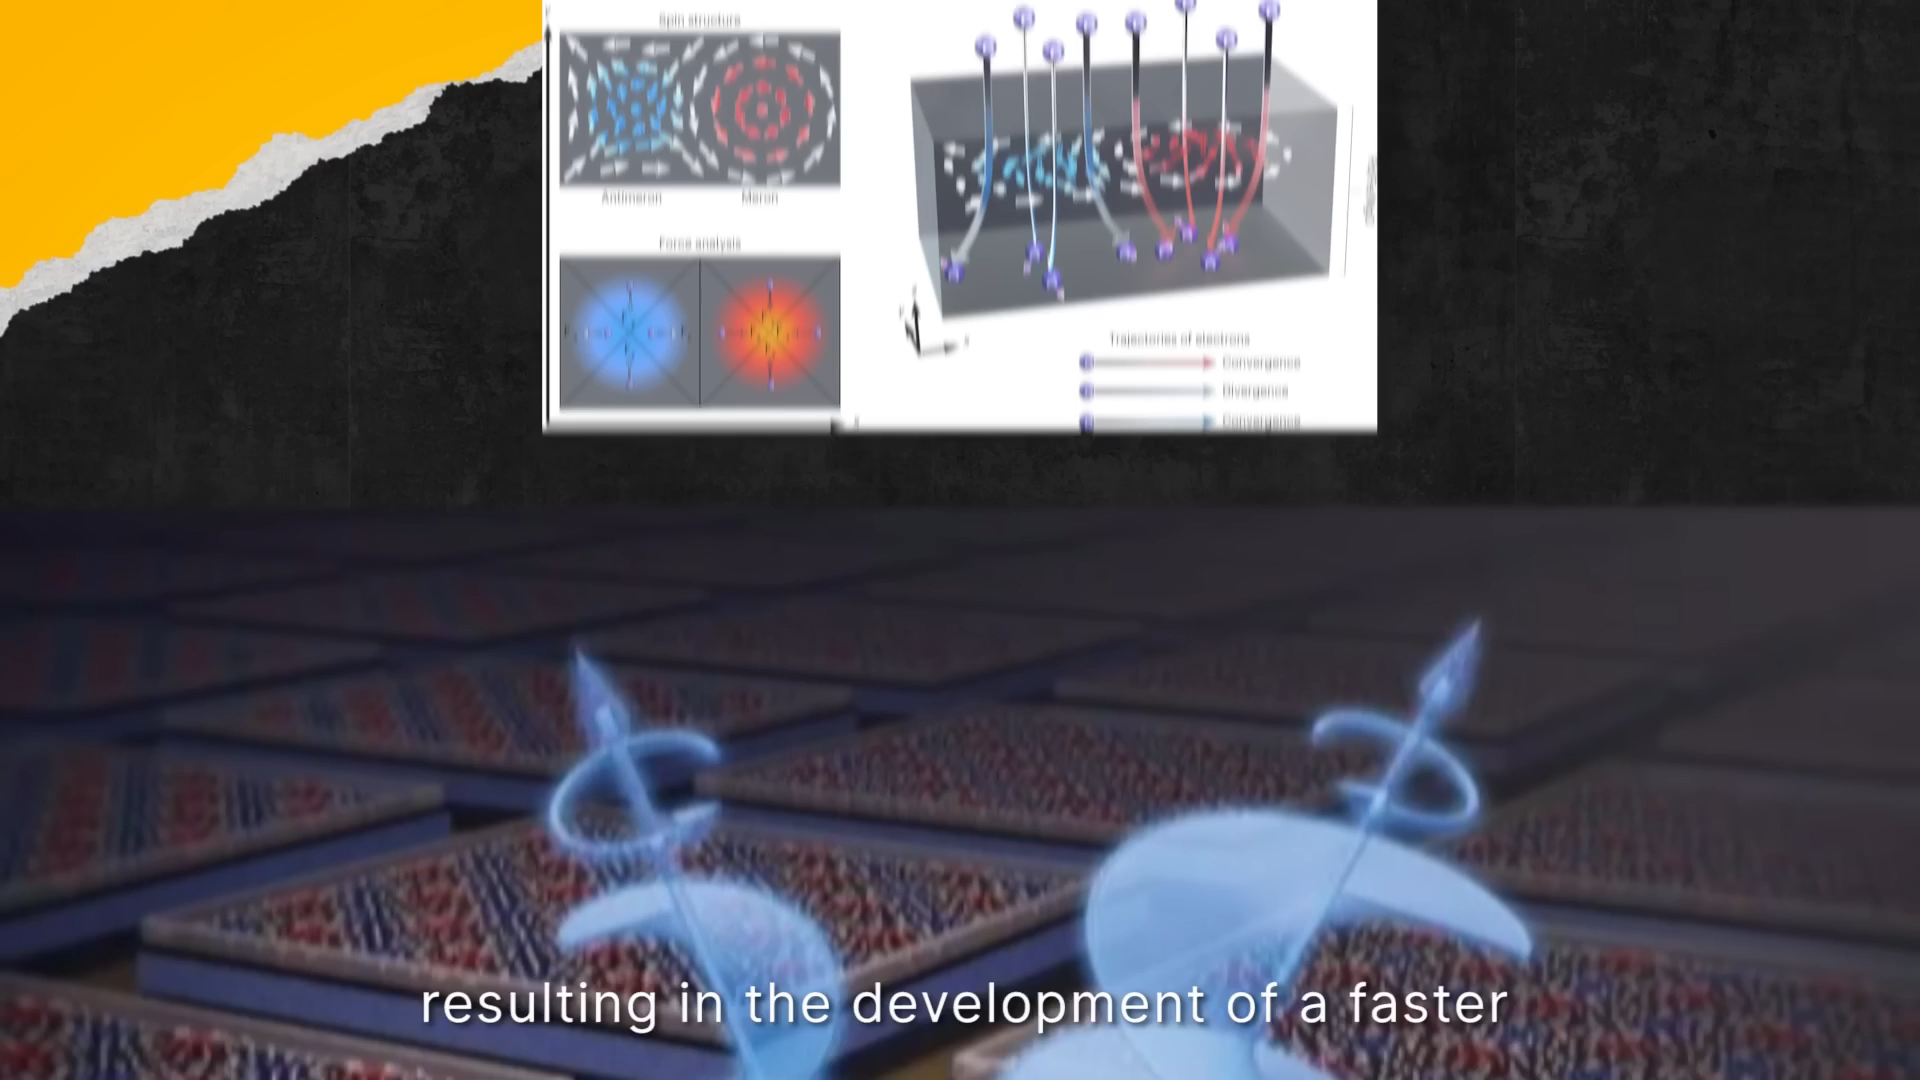 Spin structure
Antimeron
Meron
Force analysis
Trajectories of electrons
Convergence
Divergence
Convergence
resulting in the development of a faster